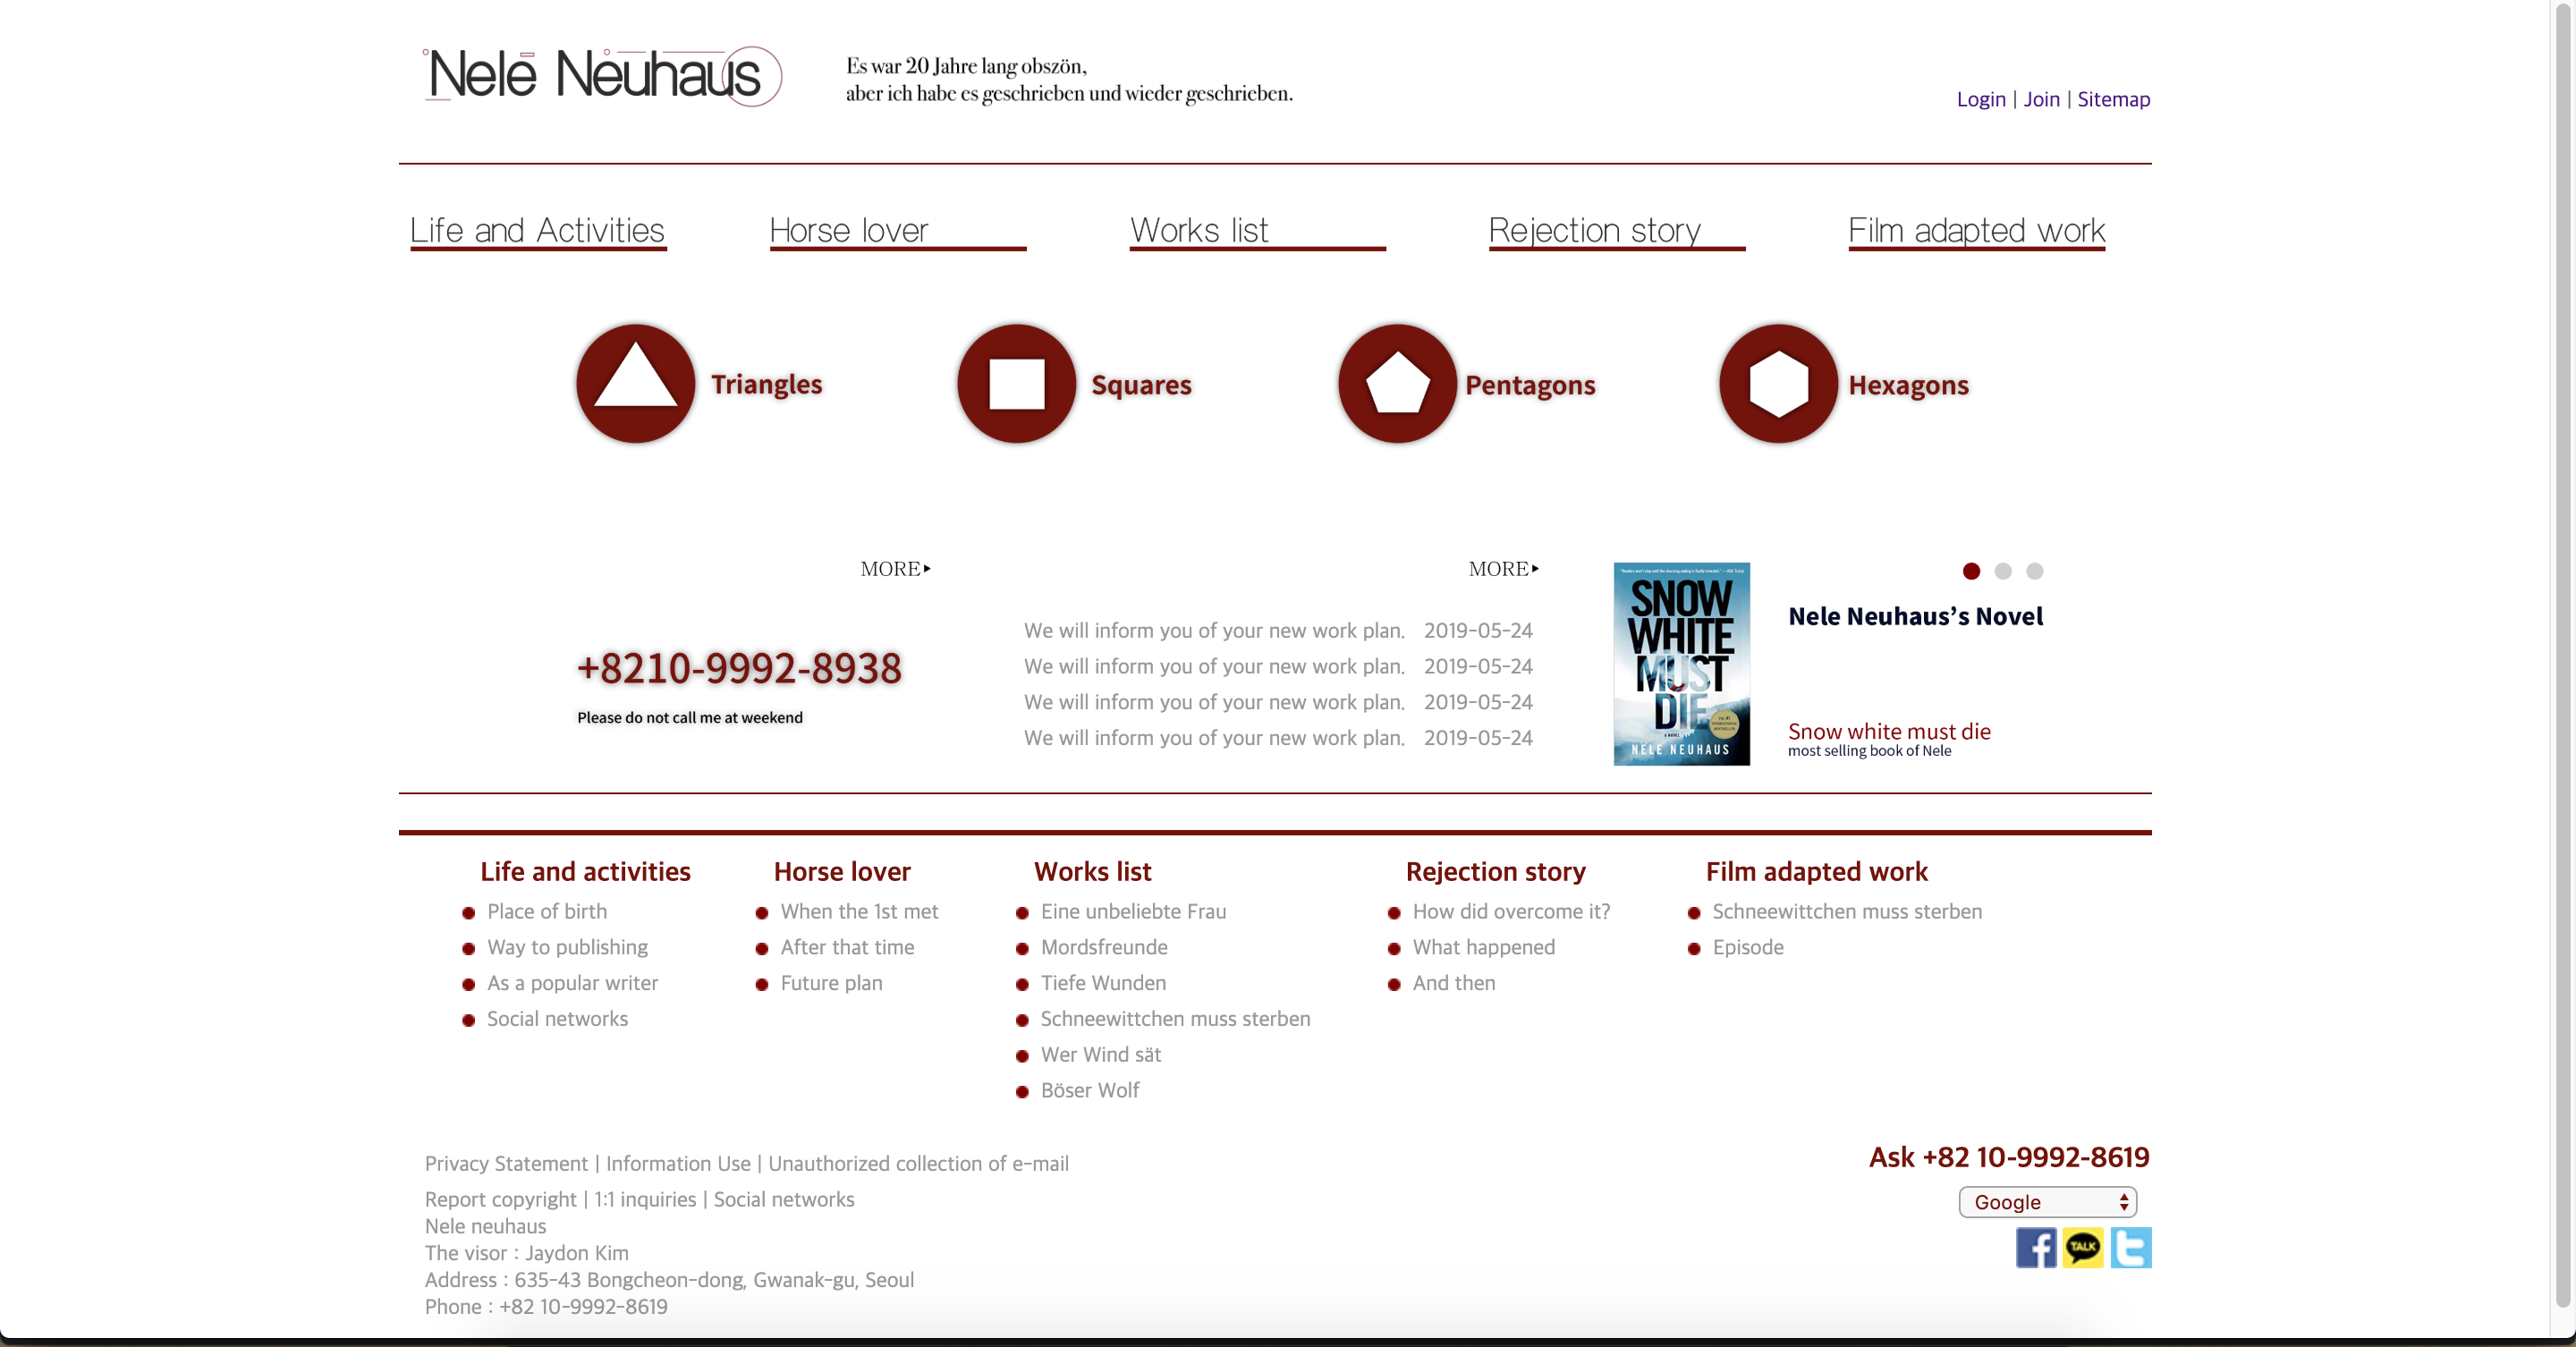 Nele Neuhaus
Es war 20 Jahre lang obszön,
aber ich habe es geschrieben und wieder geschrieben.
Login | Join | Sitemap
Life and Activities
Horse lover
Works list
Rejection story
Film adapted work
Triangles
Squares
Pentagons
Hexagons
MORE
+8210-9992-8938
Please do not call me at weekend
MORE
We will inform you of your new work plan. 2019-05-24
We will inform you of your new work plan. 2019-05-24
We will inform you of your new work plan. 2019-05-24
We will inform you of your new work plan. 2019-05-24
SNOW
WHITE
MUST
DIE
A NOVEL
NELE NEUHAUS
Nele Neuhaus’s Novel
Snow white must die
most selling book of Nele
Life and activities
Place of birth
Way to publishing
As a popular writer
Social networks
Horse lover
When the 1st met
After that time
Future plan
Works list
Eine unbeliebte Frau
Mordsfreunde
Tiefe Wunden
Schneewittchen muss sterben
Wer Wind sät
Böser Wolf
Rejection story
How did overcome it?
What happened
And then
Film adapted work
Schneewittchen muss sterben
Episode
Privacy Statement | Information Use | Unauthorized collection of e-mail
Report copyright | 1:1 inquiries | Social networks
Nele neuhaus
The visor : Jaydon Kim
Address : 635-43 Bongcheon-dong, Gwanak-gu, Seoul
Phone : +82 10-9992-8619
Ask +82 10-9992-8619
Google
TALK